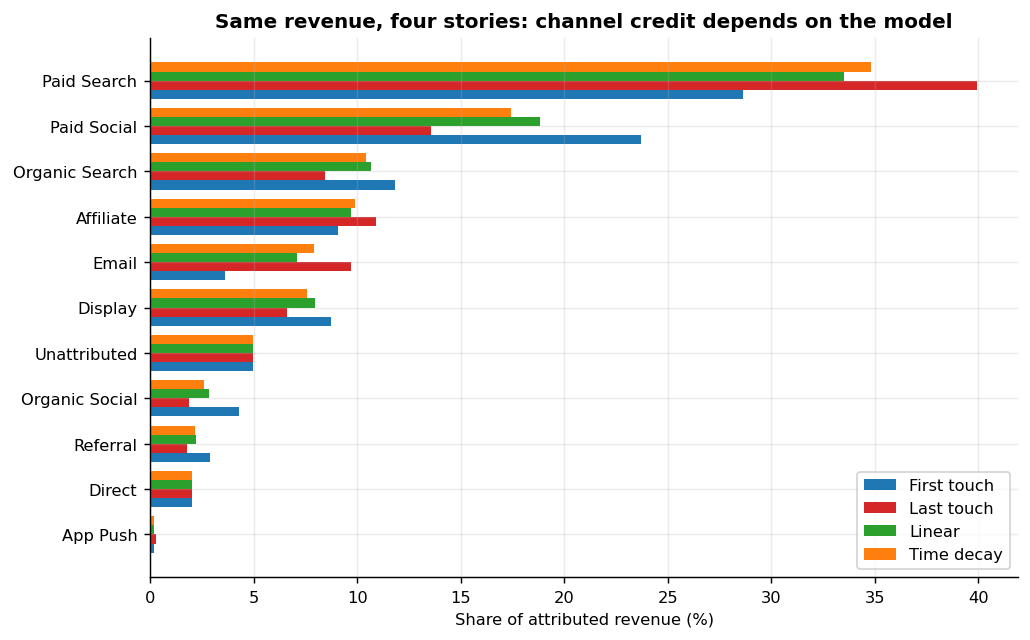 Same revenue, four stories: channel credit depends on the model
Paid Search
Paid Social
Organic Search
Affiliate
Email
Display
Unattributed
Organic Social
Referral
Direct
App Push
First touch
Last touch
Linear
Time decay
0 5 10 15 20 25 30 35 40
Share of attributed revenue (%)